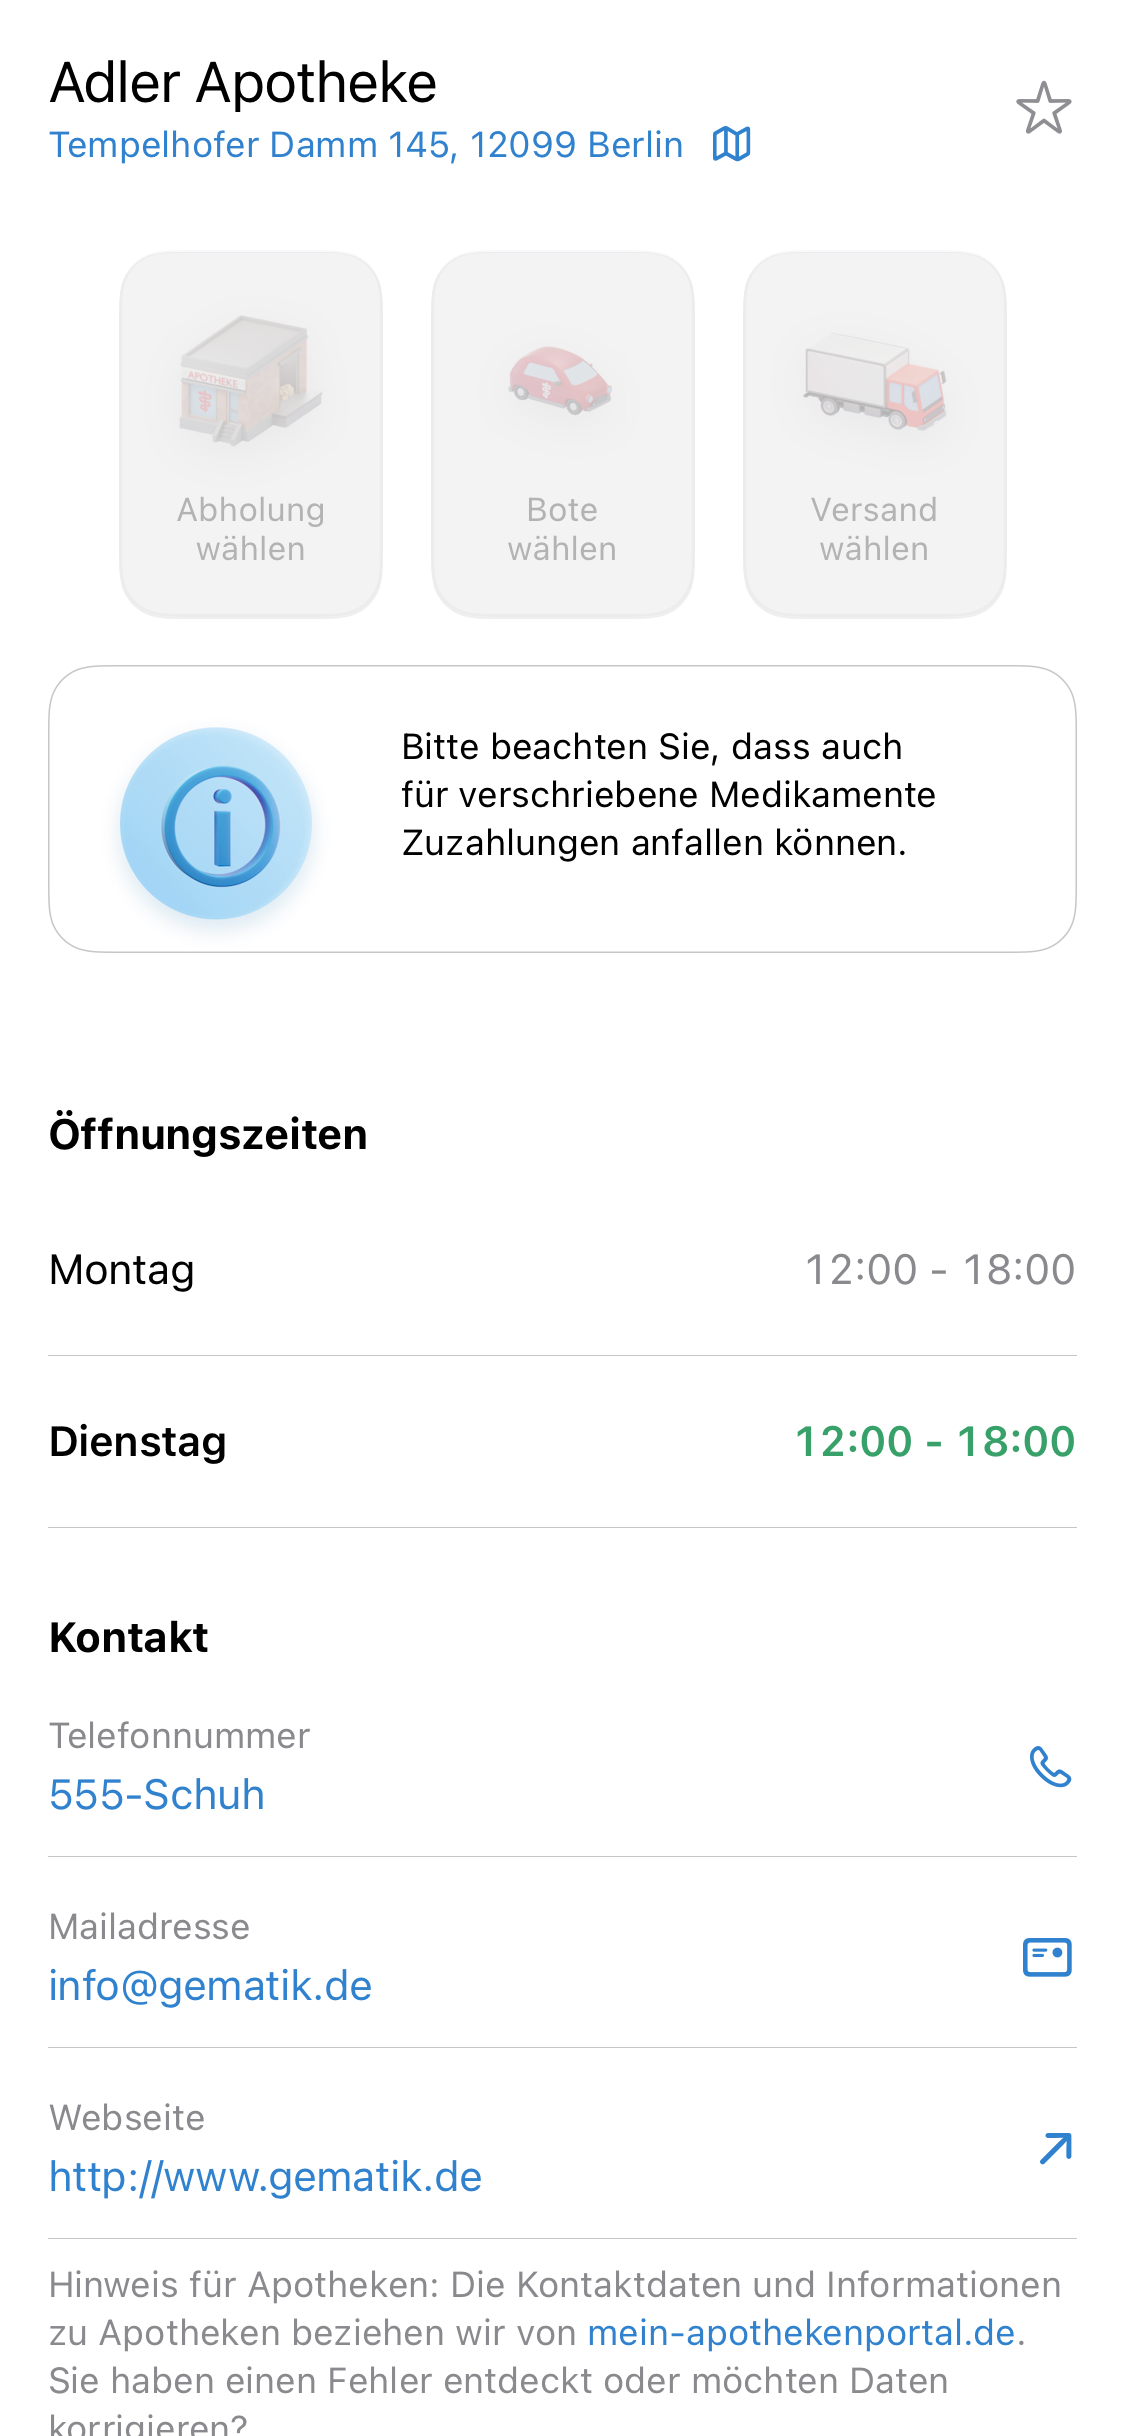 Adler Apotheke
Tempelhofer Damm 145, 12099 Berlin
APOTHEKE
Abholung
wählen
Bote
wählen
Versand
wählen
Bitte beachten Sie, dass auch
für verschriebene Medikamente
Zuzahlungen anfallen können.
Öffnungszeiten
Montag 12:00 - 18:00
Dienstag 12:00 - 18:00
Kontakt
Telefonnummer
555-Schuh
Mailadresse
info@gematik.de
Webseite
http://www.gematik.de
Hinweis für Apotheken: Die Kontaktdaten und Informationen
zu Apotheken beziehen wir von mein-apothekenportal.de.
Sie haben einen Fehler entdeckt oder möchten Daten
korrigieren?